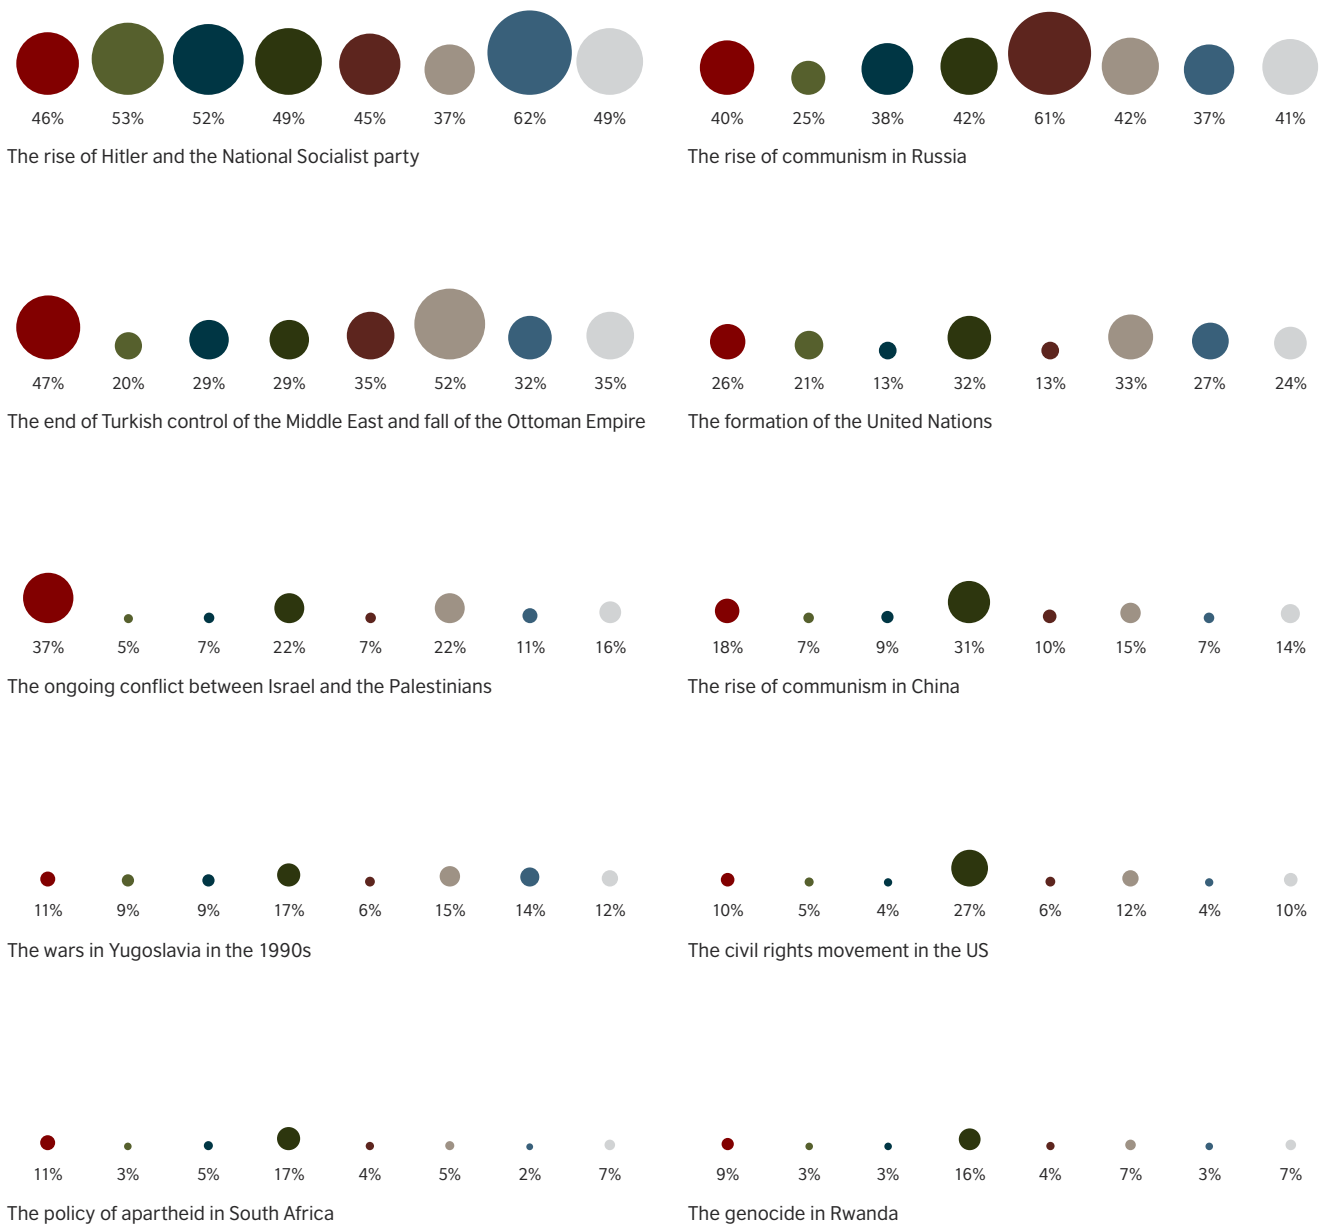 46% 53% 52% 49% 45% 37% 62% 49%
The rise of Hitler and the National Socialist party
40% 25% 38% 42% 61% 42% 37% 41%
The rise of communism in Russia
47% 20% 29% 29% 35% 52% 32% 35%
The end of Turkish control of the Middle East and fall of the Ottoman Empire
26% 21% 13% 32% 13% 33% 27% 24%
The formation of the United Nations
37% 5% 7% 22% 7% 22% 11% 16%
The ongoing conflict between Israel and the Palestinians
18% 7% 9% 31% 10% 15% 7% 14%
The rise of communism in China
11% 9% 9% 17% 6% 15% 14% 12%
The wars in Yugoslavia in the 1990s
10% 5% 4% 27% 6% 12% 4% 10%
The civil rights movement in the US
11% 3% 5% 17% 4% 5% 2% 7%
The policy of apartheid in South Africa
9% 3% 3% 16% 4% 7% 3% 7%
The genocide in Rwanda